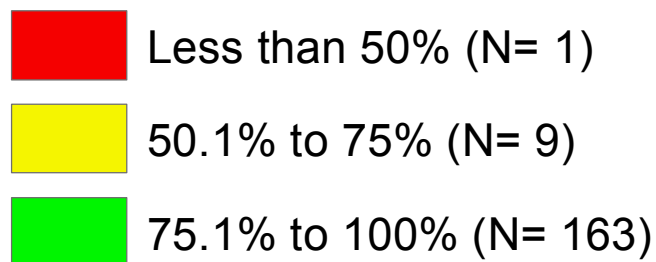 Less than 50% (N= 1)
50.1% to 75% (N= 9)
75.1% to 100% (N= 163)